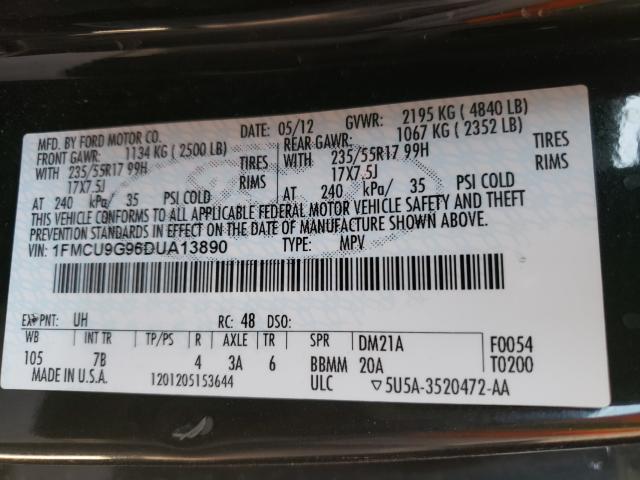 MFD. BY FORD MOTOR CO. DATE: 05/12 GVWR: 2195 KG ( 4840 LB)
FRONT GAWR: 1134 KG ( 2500 LB) REAR GAWR: 1067 KG ( 2352 LB)
WITH 235/55R17 99H TIRES WITH 235/55R17 99H TIRES
17X7.5J RIMS 17X7.5J RIMS
AT 240 kPa/ 35 PSI COLD AT 240 kPa/ 35 PSI COLD
THIS VEHICLE CONFORMS TO ALL APPLICABLE FEDERAL MOTOR VEHICLE SAFETY AND THEFT
PREVENTION STANDARDS IN EFFECT ON THE DATE OF MANUFACTURE SHOWN ABOVE.
VIN: 1FMCU9G96DUA13890 TYPE: MPV
EXT PNT: UH RC: 48 DSO:
WB INT TR TP/PS R AXLE TR SPR DM21A F0054
105 7B 4 3A 6 BBMM 20A T0200
MADE IN U.S.A. 1201205153644 ULC ▽5U5A-3520472-AA